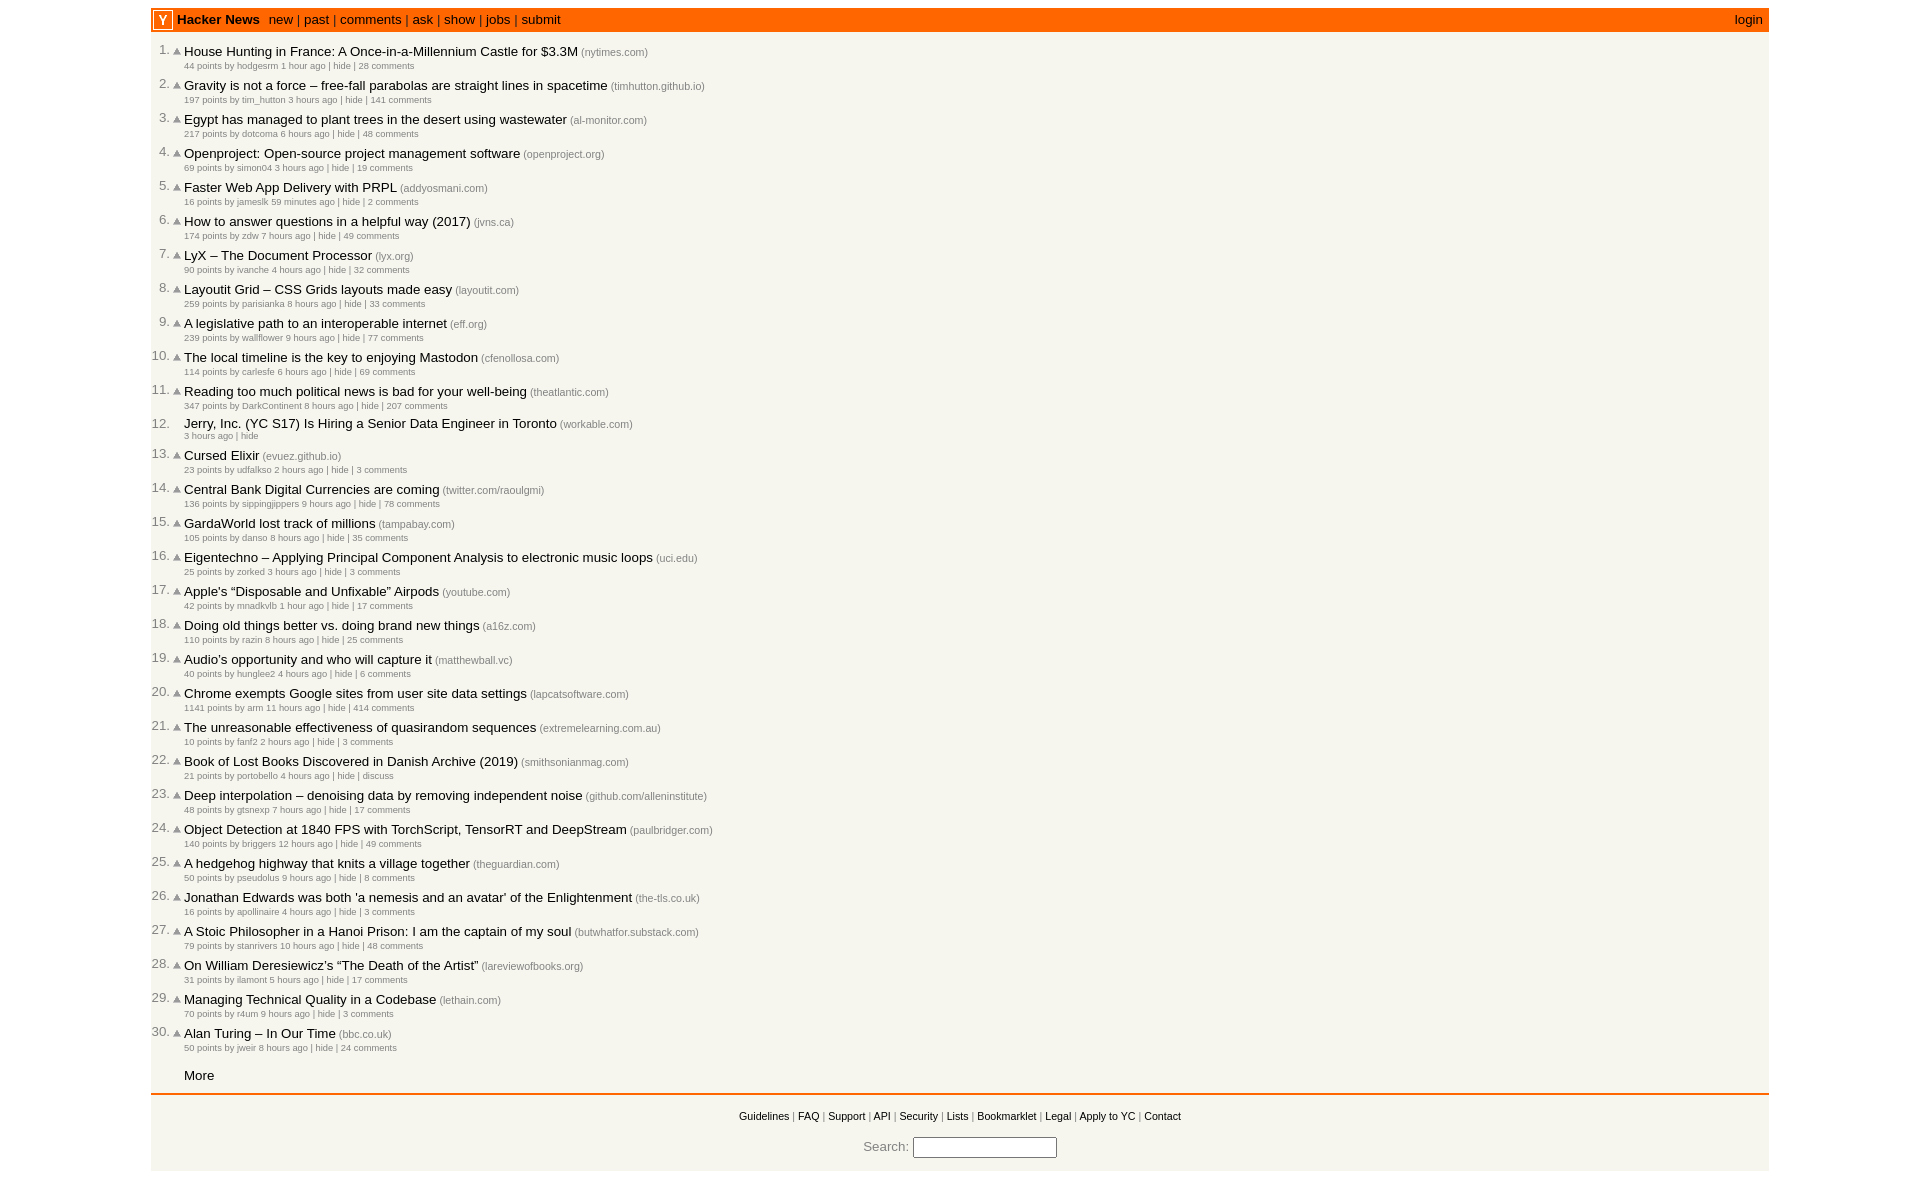 Y Hacker News new | past | comments | ask | show | jobs | submit login
1. House Hunting in France: A Once-in-a-Millennium Castle for $3.3M (nytimes.com)
44 points by hodgesrm 1 hour ago | hide | 28 comments
2. Gravity is not a force – free-fall parabolas are straight lines in spacetime (timhutton.github.io)
197 points by tim_hutton 3 hours ago | hide | 141 comments
3. Egypt has managed to plant trees in the desert using wastewater (al-monitor.com)
217 points by dotcoma 6 hours ago | hide | 48 comments
4. Openproject: Open-source project management software (openproject.org)
69 points by simon04 3 hours ago | hide | 19 comments
5. Faster Web App Delivery with PRPL (addyosmani.com)
16 points by jameslk 59 minutes ago | hide | 2 comments
6. How to answer questions in a helpful way (2017) (jvns.ca)
174 points by zdw 7 hours ago | hide | 49 comments
7. LyX – The Document Processor (lyx.org)
90 points by ivanche 4 hours ago | hide | 32 comments
8. Layoutit Grid – CSS Grids layouts made easy (layoutit.com)
259 points by parisianka 8 hours ago | hide | 33 comments
9. A legislative path to an interoperable internet (eff.org)
239 points by wallflower 9 hours ago | hide | 77 comments
10. The local timeline is the key to enjoying Mastodon (cfenollosa.com)
114 points by carlesfe 6 hours ago | hide | 69 comments
11. Reading too much political news is bad for your well-being (theatlantic.com)
347 points by DarkContinent 8 hours ago | hide | 207 comments
12. Jerry, Inc. (YC S17) Is Hiring a Senior Data Engineer in Toronto (workable.com)
3 hours ago | hide
13. Cursed Elixir (evuez.github.io)
23 points by udfalkso 2 hours ago | hide | 3 comments
14. Central Bank Digital Currencies are coming (twitter.com/raoulgmi)
136 points by sippingjippers 9 hours ago | hide | 78 comments
15. GardaWorld lost track of millions (tampabay.com)
105 points by danso 8 hours ago | hide | 35 comments
16. Eigentechno – Applying Principal Component Analysis to electronic music loops (uci.edu)
25 points by zorked 3 hours ago | hide | 3 comments
17. Apple's “Disposable and Unfixable” Airpods (youtube.com)
42 points by mnadkvlb 1 hour ago | hide | 17 comments
18. Doing old things better vs. doing brand new things (a16z.com)
110 points by razin 8 hours ago | hide | 25 comments
19. Audio’s opportunity and who will capture it (matthewball.vc)
40 points by hunglee2 4 hours ago | hide | 6 comments
20. Chrome exempts Google sites from user site data settings (lapcatsoftware.com)
1141 points by arm 11 hours ago | hide | 414 comments
21. The unreasonable effectiveness of quasirandom sequences (extremelearning.com.au)
10 points by fanf2 2 hours ago | hide | 3 comments
22. Book of Lost Books Discovered in Danish Archive (2019) (smithsonianmag.com)
21 points by portobello 4 hours ago | hide | discuss
23. Deep interpolation – denoising data by removing independent noise (github.com/alleninstitute)
48 points by gtsnexp 7 hours ago | hide | 17 comments
24. Object Detection at 1840 FPS with TorchScript, TensorRT and DeepStream (paulbridger.com)
140 points by briggers 12 hours ago | hide | 49 comments
25. A hedgehog highway that knits a village together (theguardian.com)
50 points by pseudolus 9 hours ago | hide | 8 comments
26. Jonathan Edwards was both 'a nemesis and an avatar' of the Enlightenment (the-tls.co.uk)
16 points by apollinaire 4 hours ago | hide | 3 comments
27. A Stoic Philosopher in a Hanoi Prison: I am the captain of my soul (butwhatfor.substack.com)
79 points by stanrivers 10 hours ago | hide | 48 comments
28. On William Deresiewicz’s “The Death of the Artist” (lareviewofbooks.org)
31 points by ilamont 5 hours ago | hide | 17 comments
29. Managing Technical Quality in a Codebase (lethain.com)
70 points by r4um 9 hours ago | hide | 3 comments
30. Alan Turing – In Our Time (bbc.co.uk)
50 points by jweir 8 hours ago | hide | 24 comments
More
Guidelines | FAQ | Support | API | Security | Lists | Bookmarklet | Legal | Apply to YC | Contact
Search: